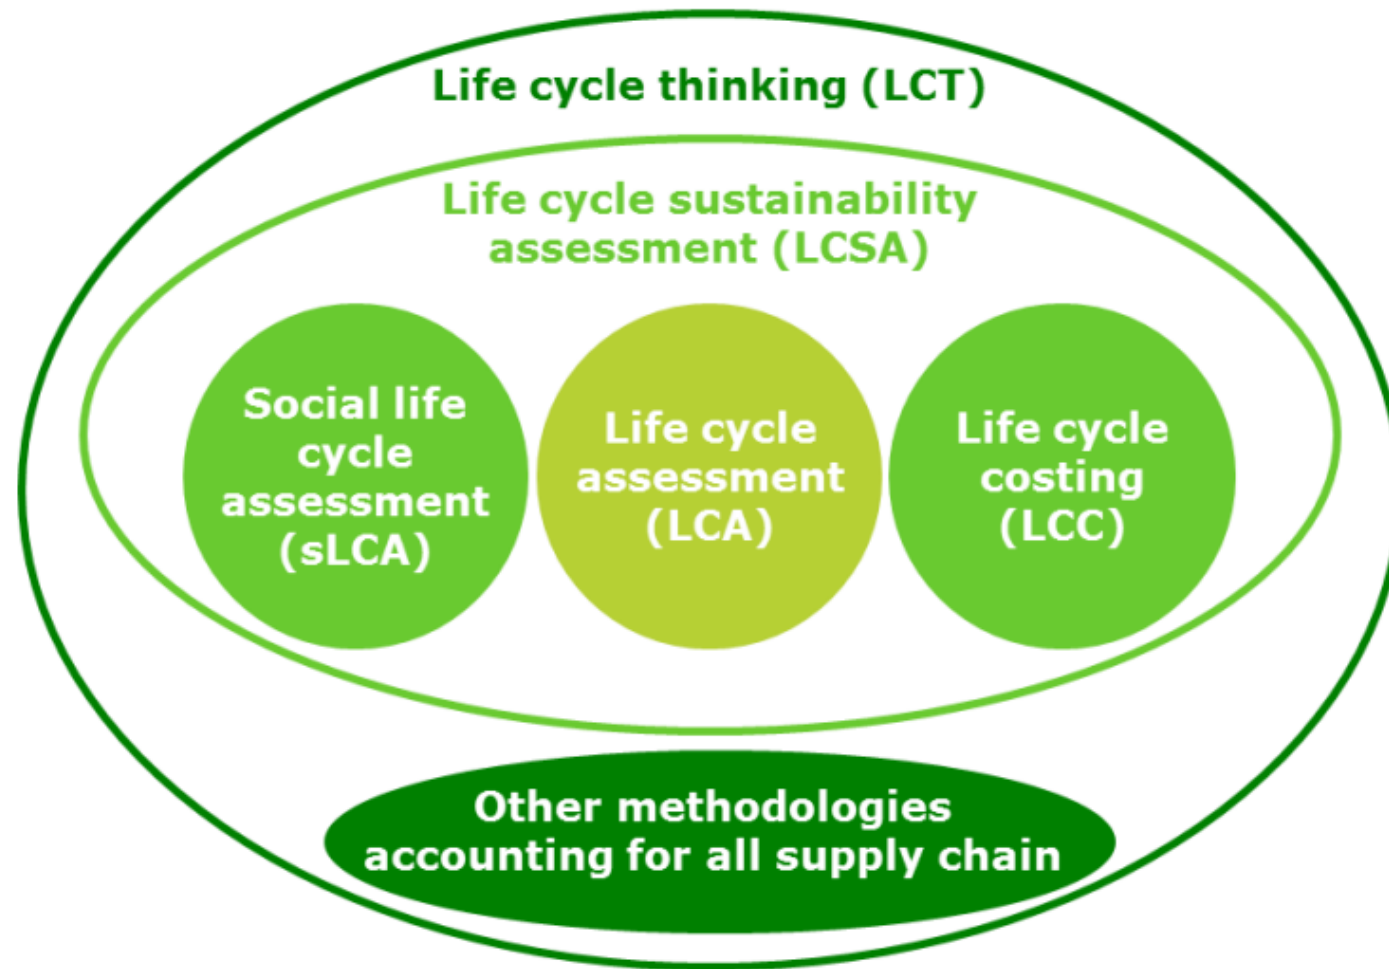 Life cycle thinking (LCT)
Life cycle sustainability
assessment (LCSA)
Social life
cycle
assessment
(sLCA)
Life cycle
assessment
(LCA)
Life cycle
costing
(LCC)
Other methodologies
accounting for all supply chain